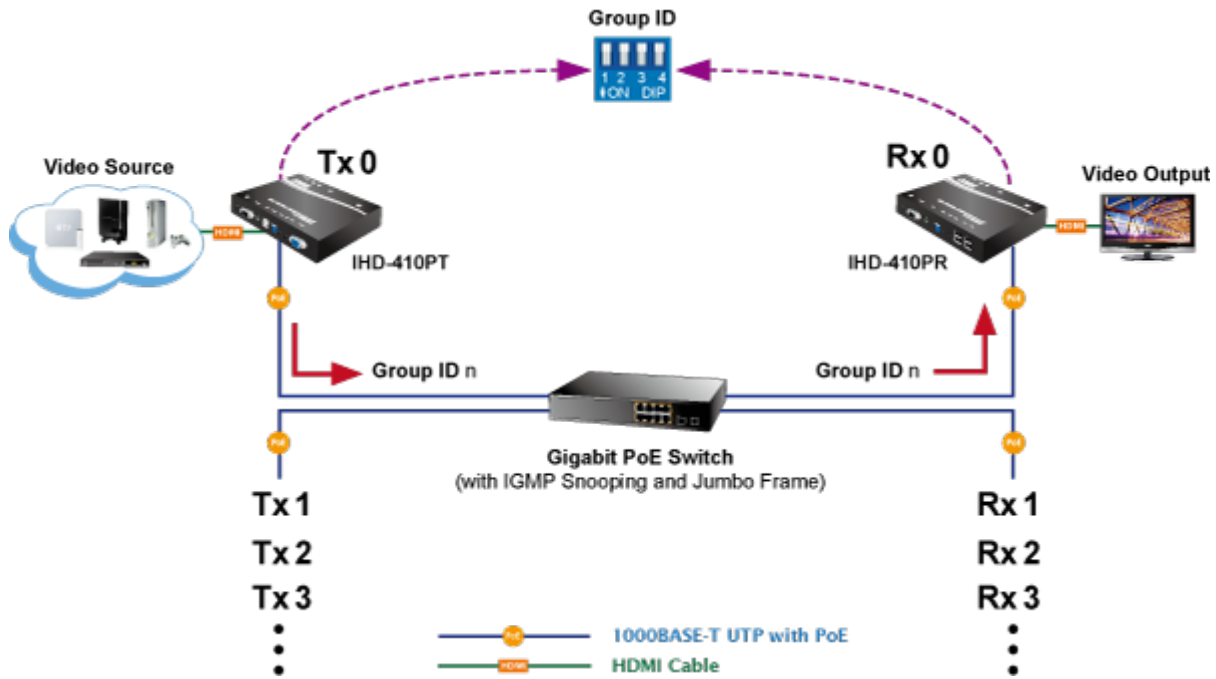 Group ID
1 2 3 4
ON DIP
Tx 0
Rx 0
Video Source
Video Output
HDMI
HDMI
IHD-410PT
IHD-410PR
PoE
PoE
Group ID n
Group ID n
PoE
PoE
Gigabit PoE Switch
(with IGMP Snooping and Jumbo Frame)
Tx 1
Rx 1
Tx 2
Rx 2
Tx 3
Rx 3
PoE
1000BASE-T UTP with PoE
HDMI
HDMI Cable